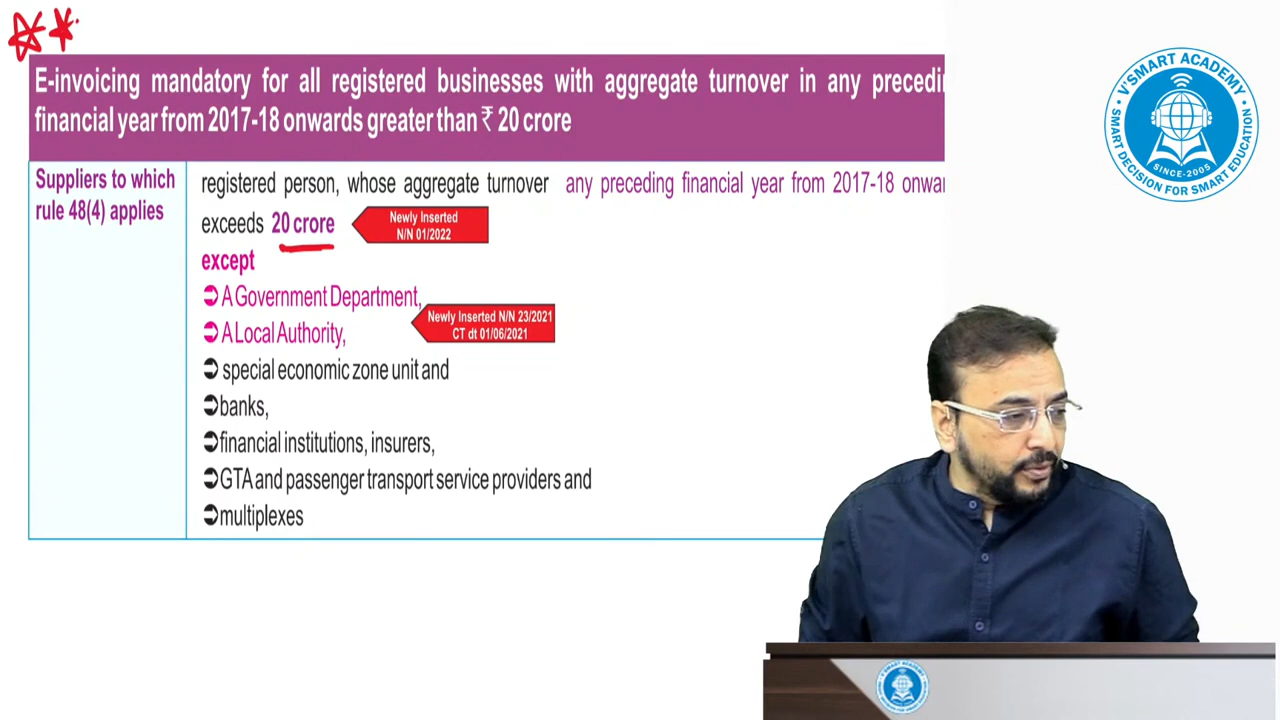 E-invoicing mandatory for all registered businesses with aggregate turnover in any precedin
financial year from 2017-18 onwards greater than ₹ 20 crore
Suppliers to which
rule 48(4) applies
registered person, whose aggregate turnover any preceding financial year from 2017-18 onwar
exceeds 20 crore
Newly Inserted
N/N 01/2022
except
➲ A Government Department,
➲ A Local Authority,
Newly Inserted N/N 23/2021
CT dt 01/06/2021
➲ special economic zone unit and
➲ banks,
➲ financial institutions, insurers,
➲ GTA and passenger transport service providers and
➲ multiplexes
V'SMART ACADEMY
SINCE-2005
SMART DECISION FOR SMART EDUCATION